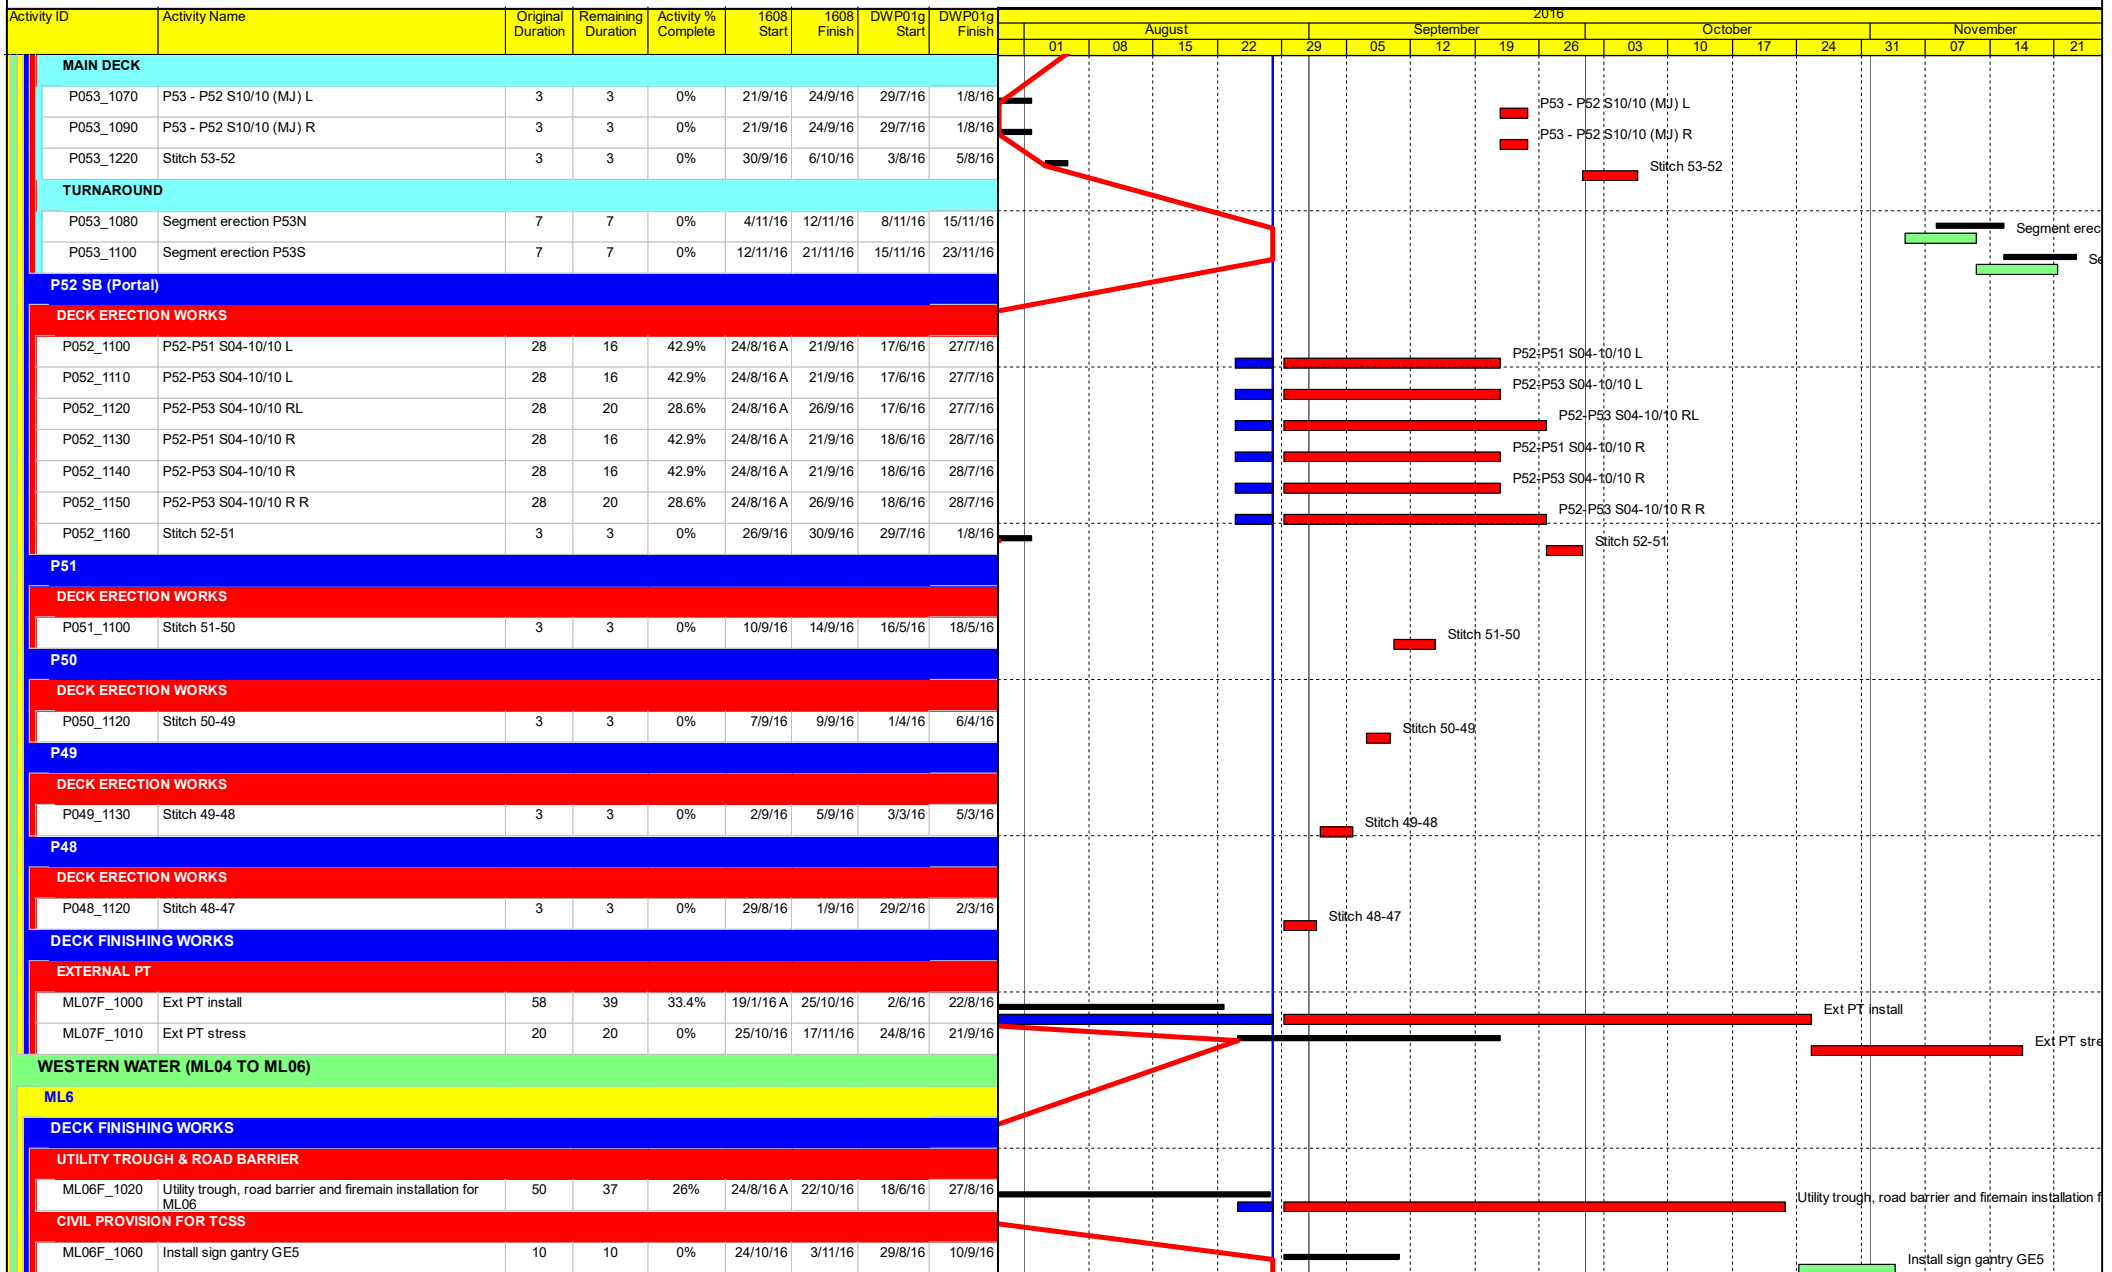 Activity ID Activity Name Original Duration Remaining Duration Activity % Complete 1608 Start 1608 Finish DWP01g Start DWP01g Finish
2016
August September October November
01 08 15 22 29 05 12 19 26 03 10 17 24 31 07 14 21
MAIN DECK
P053_1070 P53 - P52 S10/10 (MJ) L 3 3 0% 21/9/16 24/9/16 29/7/16 1/8/16 P53 - P52 S10/10 (MJ) L
P053_1090 P53 - P52 S10/10 (MJ) R 3 3 0% 21/9/16 24/9/16 29/7/16 1/8/16 P53 - P52 S10/10 (MJ) R
P053_1220 Stitch 53-52 3 3 0% 30/9/16 6/10/16 3/8/16 5/8/16 Stitch 53-52
TURNAROUND
P053_1080 Segment erection P53N 7 7 0% 4/11/16 12/11/16 8/11/16 15/11/16 Segment erec
P053_1100 Segment erection P53S 7 7 0% 12/11/16 21/11/16 15/11/16 23/11/16 Se
P52 SB (Portal)
DECK ERECTION WORKS
P052_1100 P52-P51 S04-10/10 L 28 16 42.9% 24/8/16 A 21/9/16 17/6/16 27/7/16 P52-P51 S04-10/10 L
P052_1110 P52-P53 S04-10/10 L 28 16 42.9% 24/8/16 A 21/9/16 17/6/16 27/7/16 P52-P53 S04-10/10 L
P052_1120 P52-P53 S04-10/10 RL 28 20 28.6% 24/8/16 A 26/9/16 17/6/16 27/7/16 P52-P53 S04-10/10 RL
P052_1130 P52-P51 S04-10/10 R 28 16 42.9% 24/8/16 A 21/9/16 18/6/16 28/7/16 P52-P51 S04-10/10 R
P052_1140 P52-P53 S04-10/10 R 28 16 42.9% 24/8/16 A 21/9/16 18/6/16 28/7/16 P52-P53 S04-10/10 R
P052_1150 P52-P53 S04-10/10 R R 28 20 28.6% 24/8/16 A 26/9/16 18/6/16 28/7/16 P52-P53 S04-10/10 R R
P052_1160 Stitch 52-51 3 3 0% 26/9/16 30/9/16 29/7/16 1/8/16 Stitch 52-51
P51
DECK ERECTION WORKS
P051_1100 Stitch 51-50 3 3 0% 10/9/16 14/9/16 16/5/16 18/5/16 Stitch 51-50
P50
DECK ERECTION WORKS
P050_1120 Stitch 50-49 3 3 0% 7/9/16 9/9/16 1/4/16 6/4/16 Stitch 50-49
P49
DECK ERECTION WORKS
P049_1130 Stitch 49-48 3 3 0% 2/9/16 5/9/16 3/3/16 5/3/16 Stitch 49-48
P48
DECK ERECTION WORKS
P048_1120 Stitch 48-47 3 3 0% 29/8/16 1/9/16 29/2/16 2/3/16 Stitch 48-47
DECK FINISHING WORKS
EXTERNAL PT
ML07F_1000 Ext PT install 58 39 33.4% 19/1/16 A 25/10/16 2/6/16 22/8/16 Ext PT install
ML07F_1010 Ext PT stress 20 20 0% 25/10/16 17/11/16 24/8/16 21/9/16 Ext PT stre
WESTERN WATER (ML04 TO ML06)
ML6
DECK FINISHING WORKS
UTILITY TROUGH & ROAD BARRIER
ML06F_1020 Utility trough, road barrier and firemain installation for ML06 50 37 26% 24/8/16 A 22/10/16 18/6/16 27/8/16 Utility trough, road barrier and firemain installation f
CIVIL PROVISION FOR TCSS
ML06F_1060 Install sign gantry GE5 10 10 0% 24/10/16 3/11/16 29/8/16 10/9/16 Install sign gantry GE5